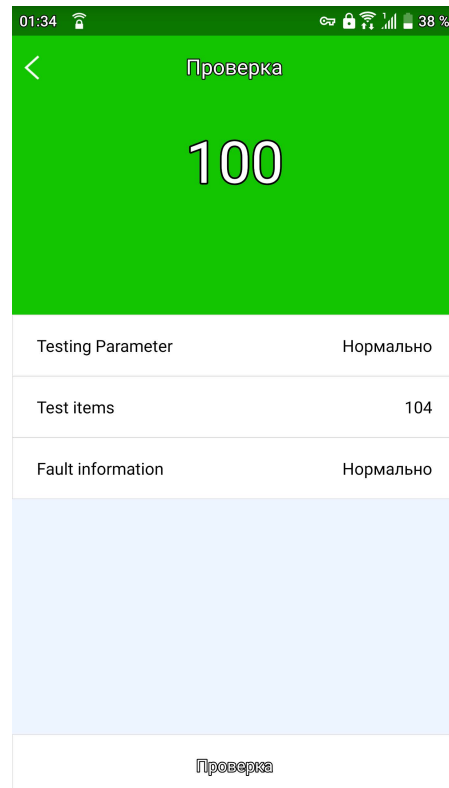 01:34 38 %
Проверка
100
Testing Parameter Нормально
Test items 104
Fault information Нормально
Проверка